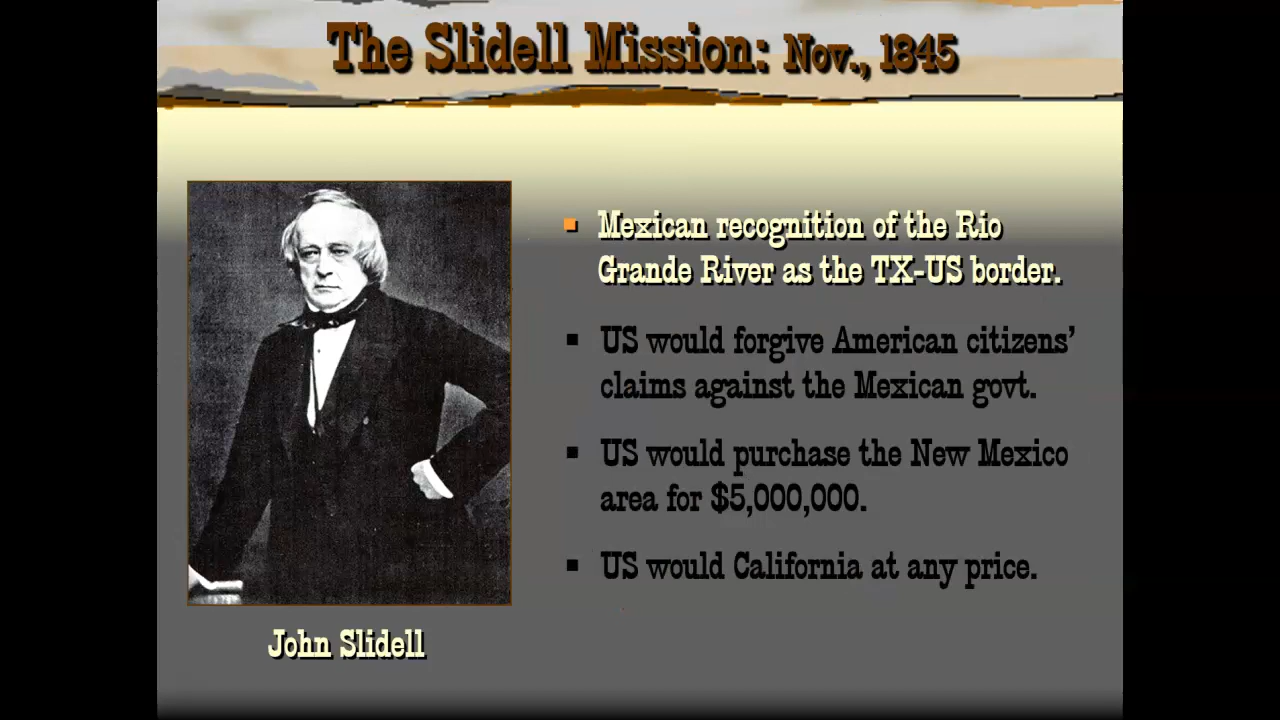 The Slidell Mission: Nov., 1845
▪ Mexican recognition of the Rio
Grande River as the TX-US border.
▪ US would forgive American citizens’
claims against the Mexican govt.
▪ US would purchase the New Mexico
area for $5,000,000.
▪ US would California at any price.
John Slidell